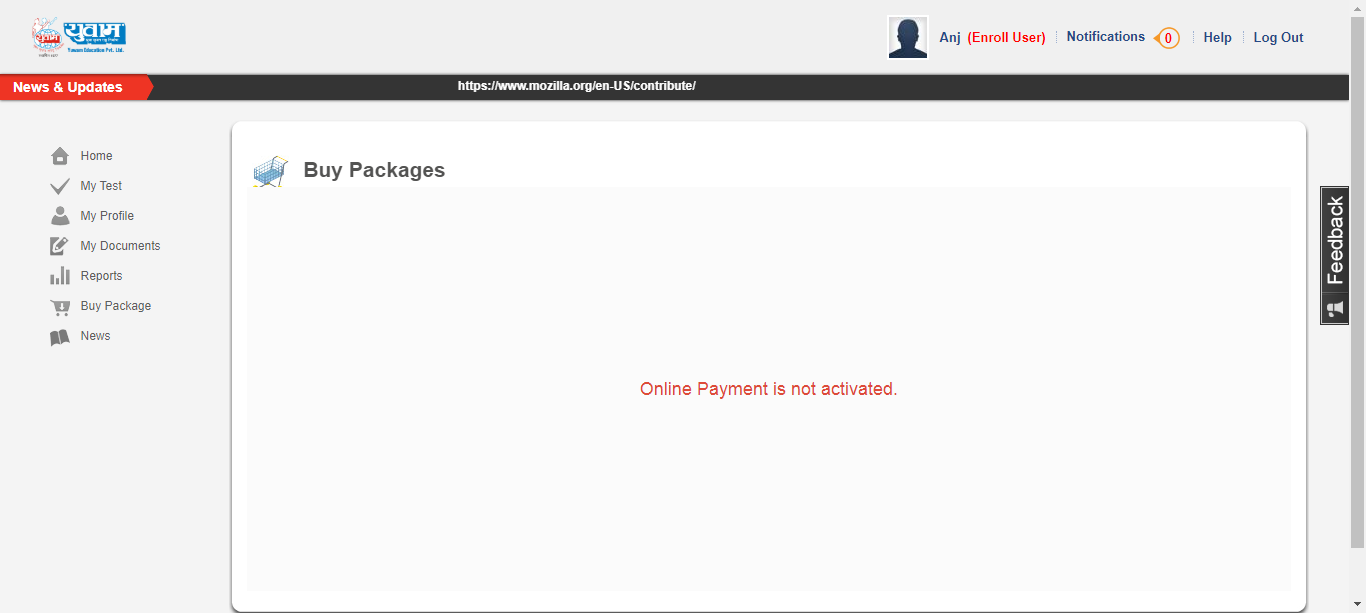 युवाम
Yuwaam Education Pvt. Ltd.
Anj (Enroll User)
Notifications 0
Help
Log Out
News & Updates
https://www.mozilla.org/en-US/contribute/
Home
My Test
My Profile
My Documents
Reports
Buy Package
News
Buy Packages
Online Payment is not activated.
Feedback